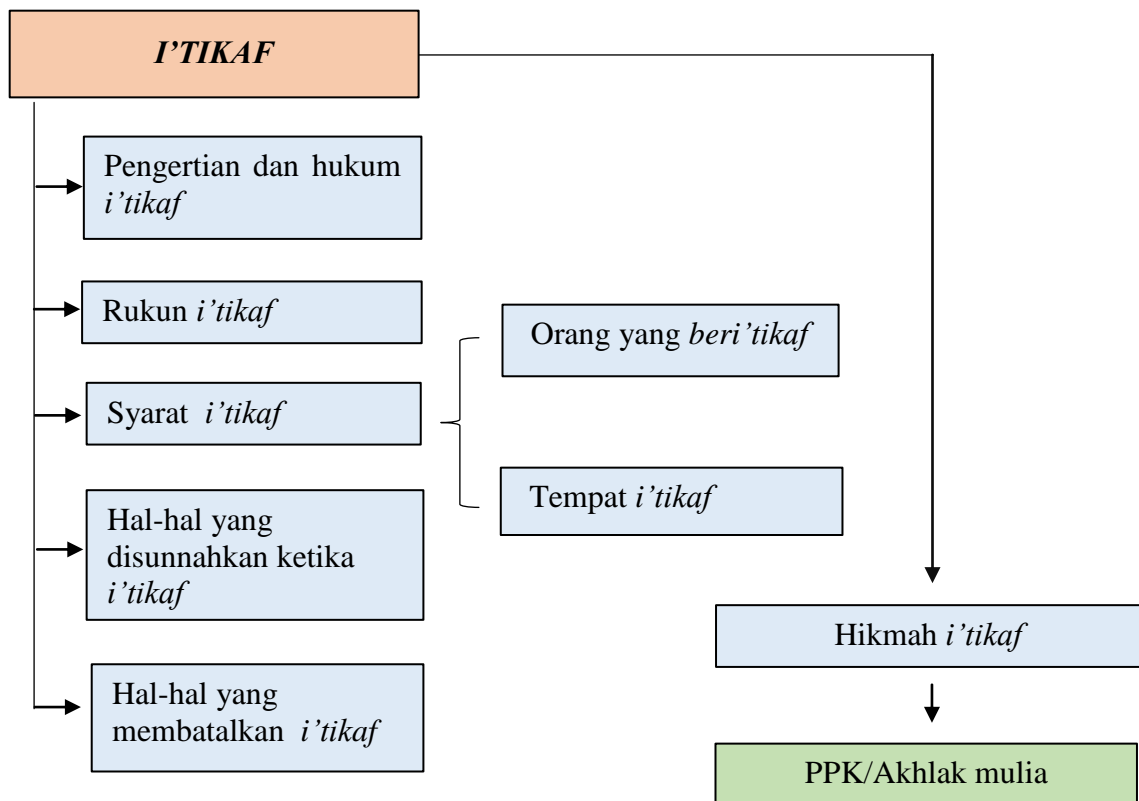 I’TIKAF
Pengertian dan hukum
i’tikaf
Rukun i’tikaf
Syarat i’tikaf
Orang yang beri’tikaf
Tempat i’tikaf
Hal-hal yang
disunnahkan ketika
i’tikaf
Hal-hal yang
membatalkan i’tikaf
Hikmah i’tikaf
PPK/Akhlak mulia